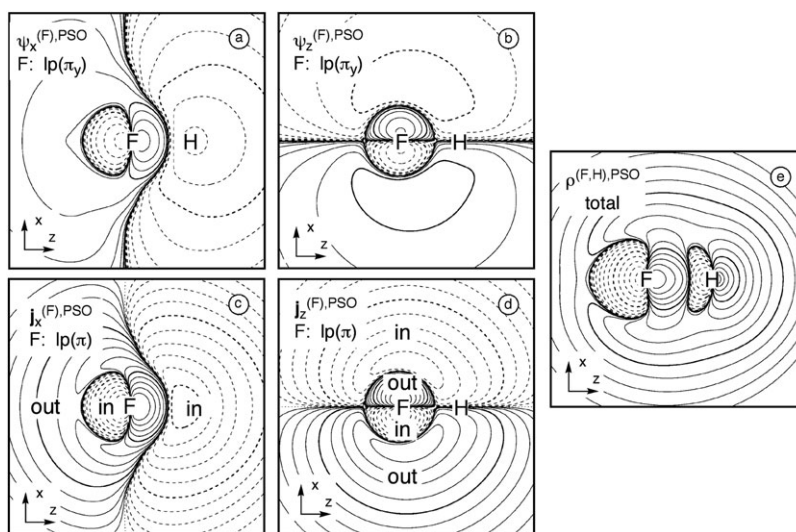 ψx(F),PSO
F: lp(πy)
a
F H
x
z
ψz(F),PSO
F: lp(πy)
b
F H
x
z
jx(F),PSO
F: lp(π)
c
out in F in
x
z
jz(F),PSO
F: lp(π)
d
in
out
F H
in
out
x
z
ρ(F,H),PSO
e
total
F H
x
z